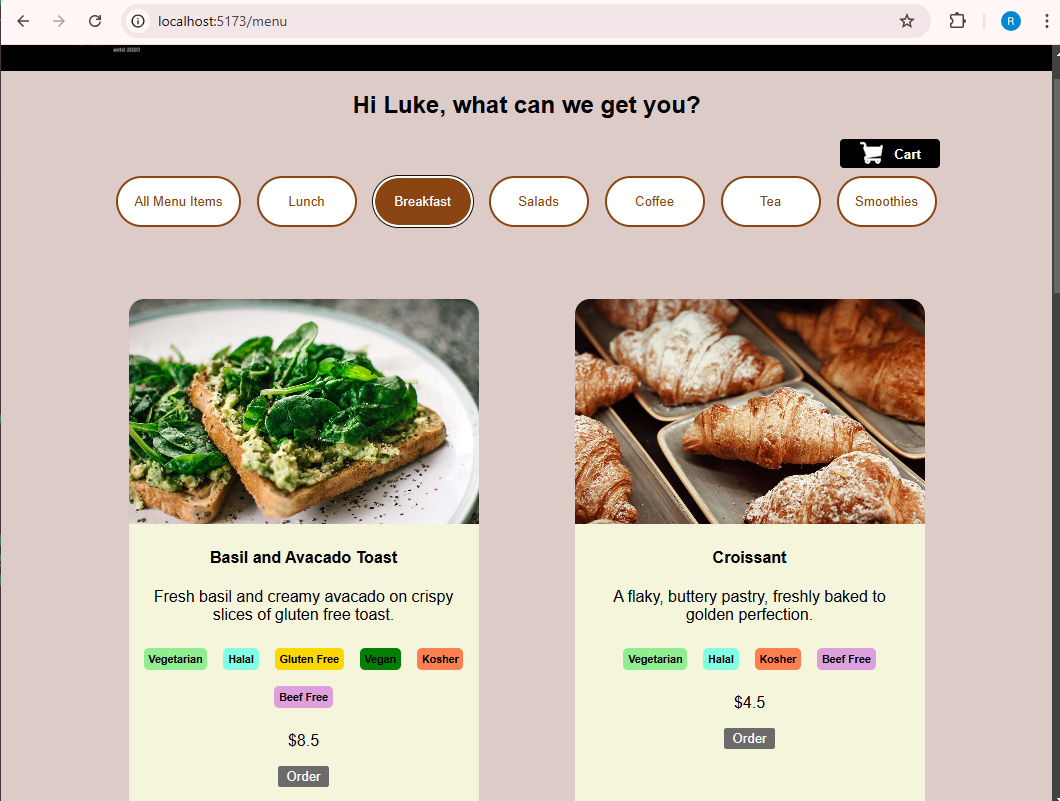 localhost:5173/menu
R
estd 2020
Hi Luke, what can we get you?
Cart
All Menu Items Lunch Breakfast Salads Coffee Tea Smoothies
Basil and Avacado Toast
Fresh basil and creamy avacado on crispy
slices of gluten free toast.
Vegetarian Halal Gluten Free Vegan Kosher
Beef Free
$8.5
Order
Croissant
A flaky, buttery pastry, freshly baked to
golden perfection.
Vegetarian Halal Kosher Beef Free
$4.5
Order